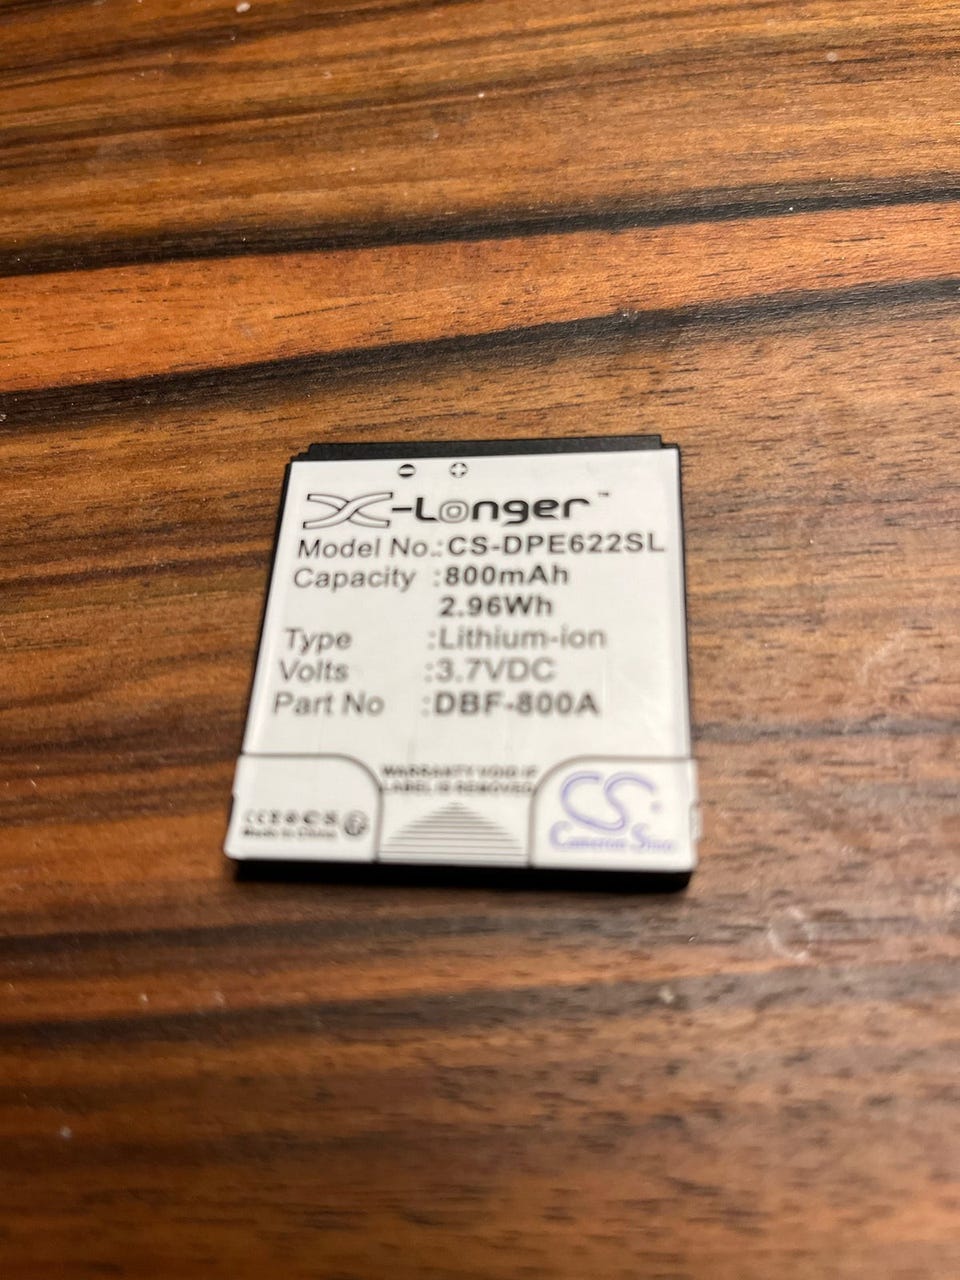 X-Longer™
Model No.:CS-DPE622SL
Capacity :800mAh
2.96Wh
Type :Lithium-ion
Volts :3.7VDC
Part No :DBF-800A
WARRANTY VOID IF
LABEL IS REMOVED
Made in China
CS
Cameron Sino